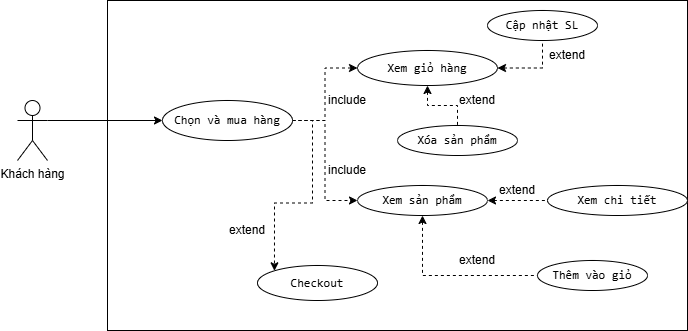 Cập nhật SL
extend
Xem giỏ hàng
include
extend
Chọn và mua hàng
Xóa sản phẩm
Khách hàng
include
extend
Xem sản phẩm
Xem chi tiết
extend
extend
Checkout
Thêm vào giỏ